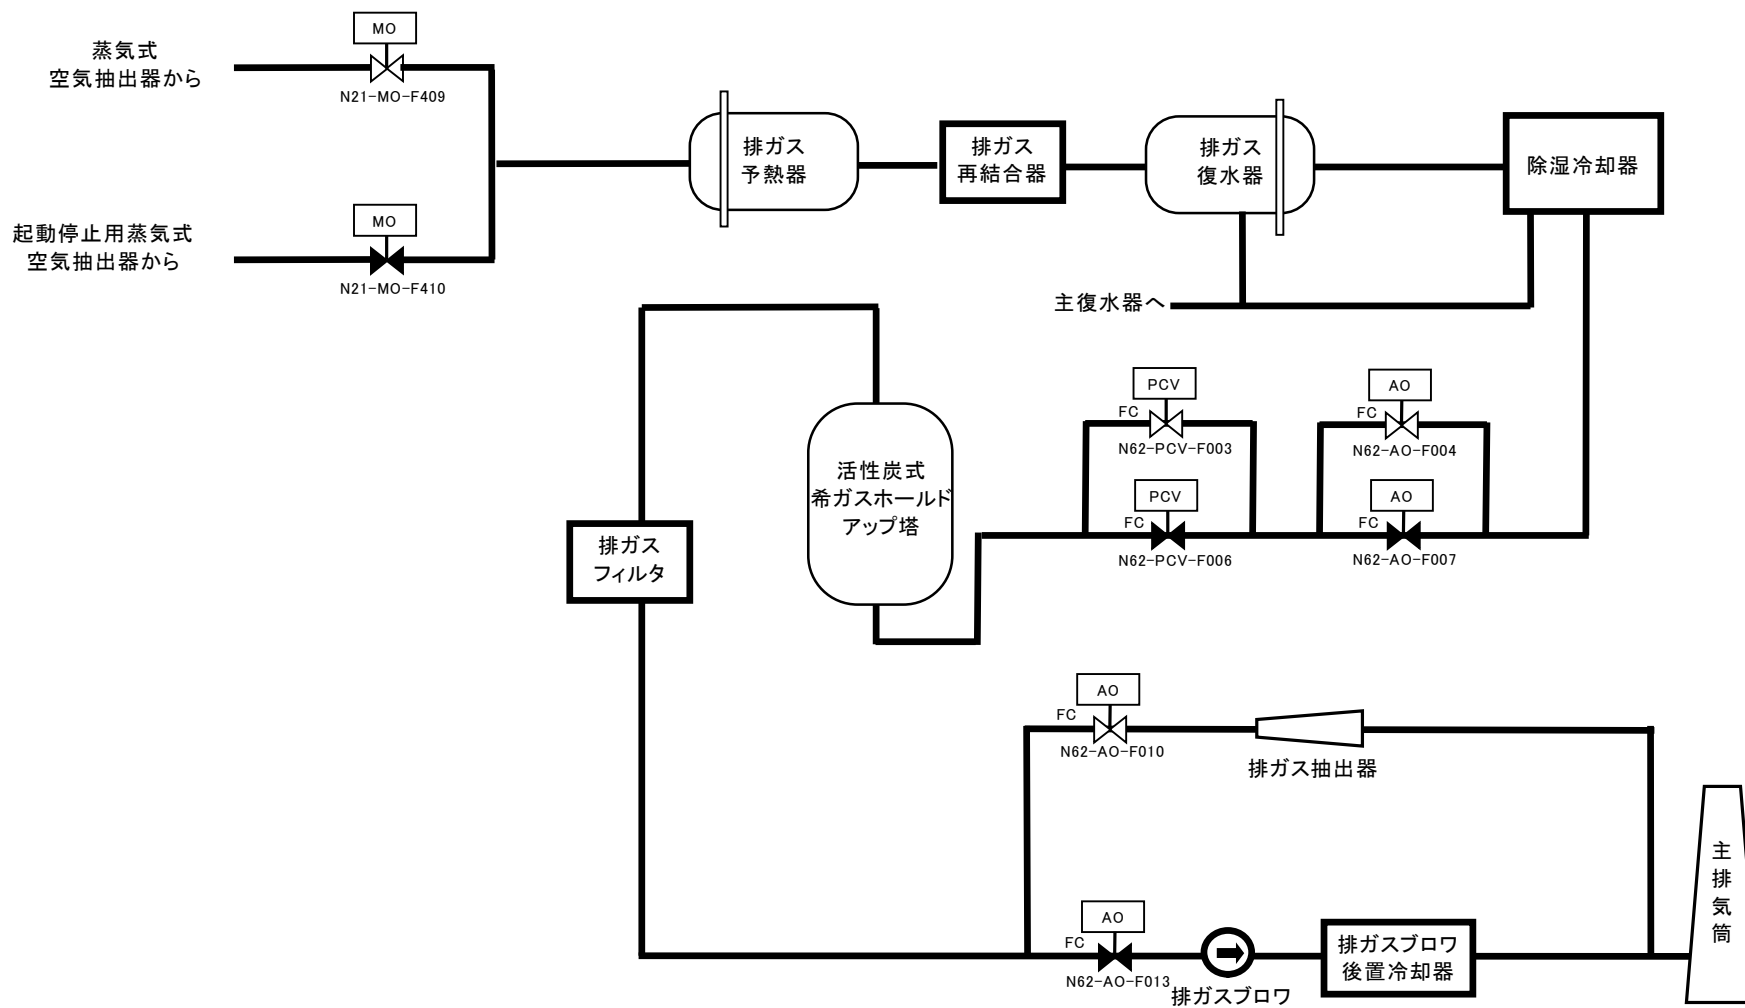 MO
蒸気式
空気抽出器から
N21-MO-F409
排ガス
予熱器
排ガス
再結合器
排ガス
復水器
除湿冷却器
MO
起動停止用蒸気式
空気抽出器から
N21-MO-F410
主復水器へ
PCV
FC
N62-PCV-F003
AO
FC
N62-AO-F004
活性炭式
希ガスホールド
アップ塔
PCV
FC
N62-PCV-F006
AO
FC
N62-AO-F007
排ガス
フィルタ
AO
FC
N62-AO-F010
排ガス抽出器
主
排
気
筒
AO
FC
N62-AO-F013
排ガスブロワ
排ガスブロワ
後置冷却器